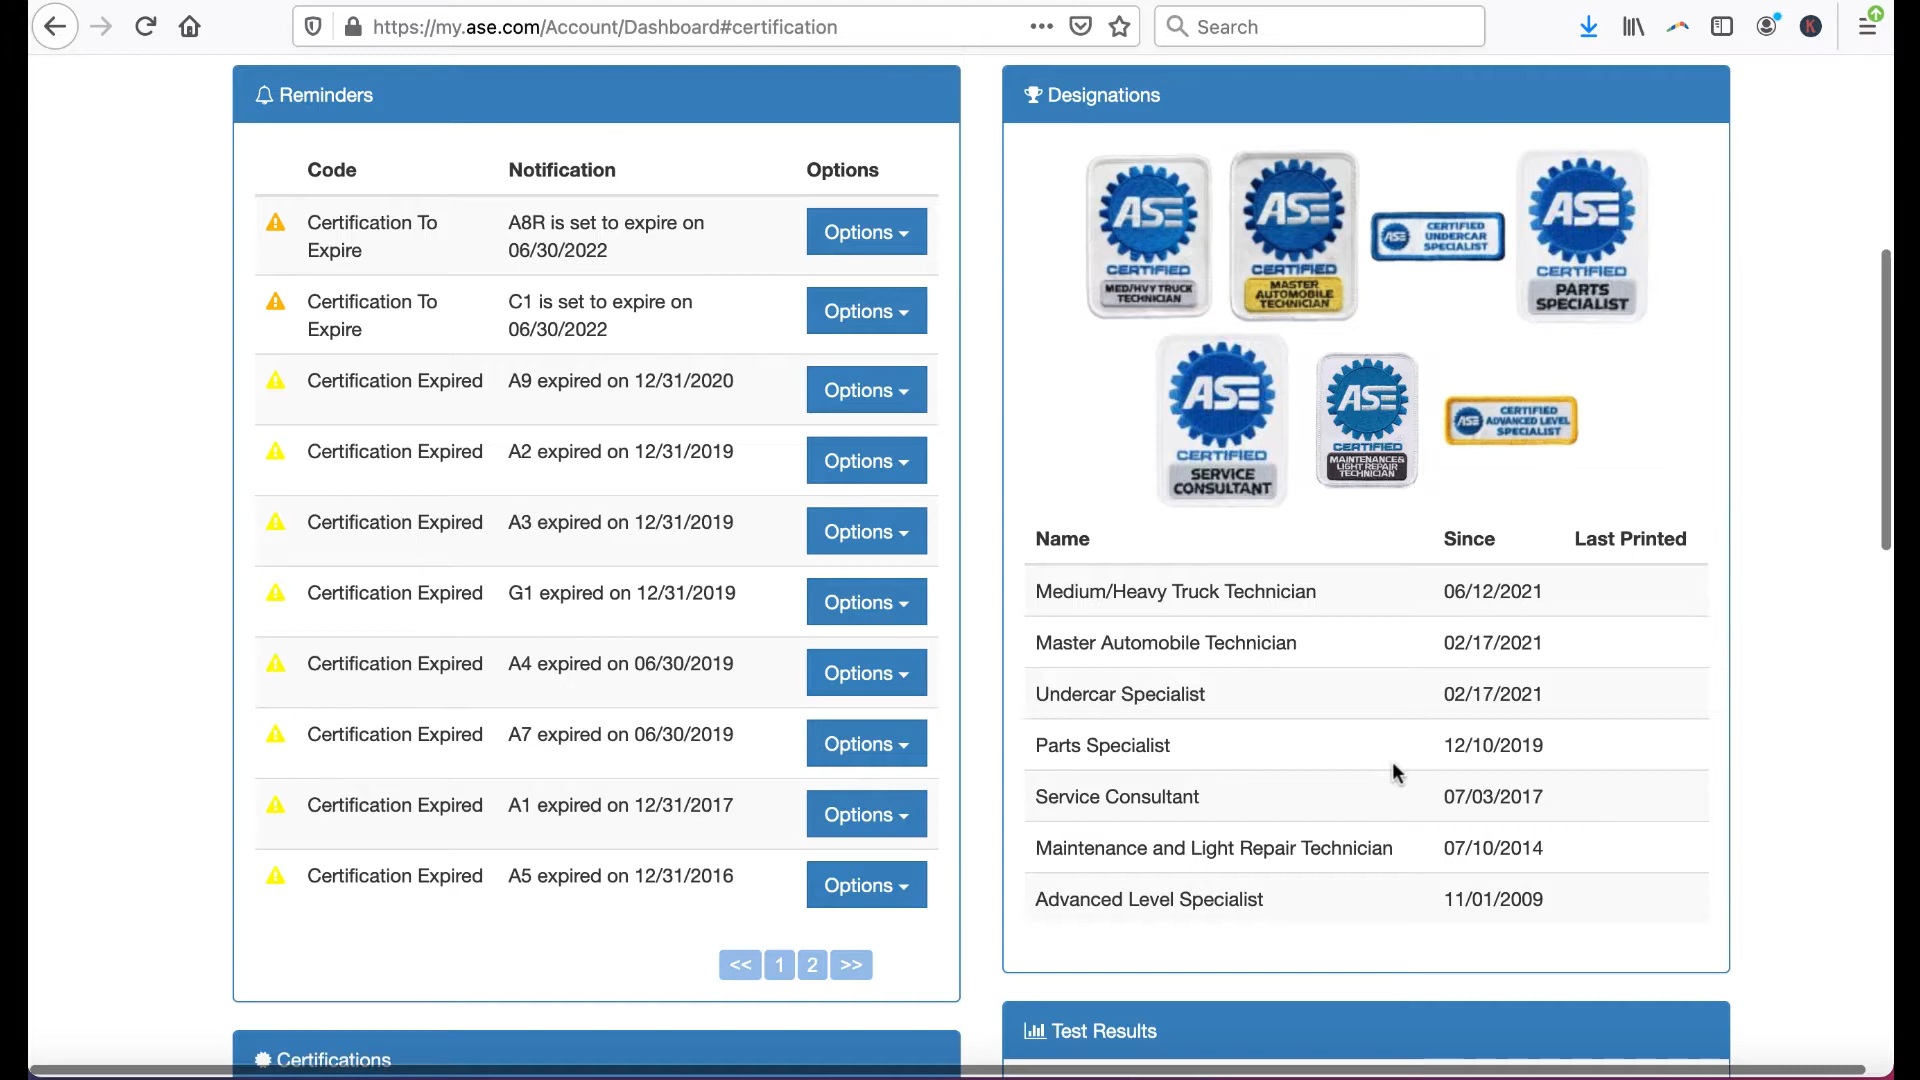 https://my.ase.com/Account/Dashboard#certification
Search
K
Reminders
Code Notification Options
Certification To Expire A8R is set to expire on 06/30/2022 Options
Certification To Expire C1 is set to expire on 06/30/2022 Options
Certification Expired A9 expired on 12/31/2020 Options
Certification Expired A2 expired on 12/31/2019 Options
Certification Expired A3 expired on 12/31/2019 Options
Certification Expired G1 expired on 12/31/2019 Options
Certification Expired A4 expired on 06/30/2019 Options
Certification Expired A7 expired on 06/30/2019 Options
Certification Expired A1 expired on 12/31/2017 Options
Certification Expired A5 expired on 12/31/2016 Options
<< 1 2 >>
Certifications
Designations
ASE
CERTIFIED
MED/HVY TRUCK
TECHNICIAN
ASE
CERTIFIED
MASTER
AUTOMOBILE
TECHNICIAN
ASE
CERTIFIED
UNDERCAR
SPECIALIST
ASE
CERTIFIED
PARTS
SPECIALIST
ASE
CERTIFIED
SERVICE
CONSULTANT
ASE
CERTIFIED
MAINTENANCE&
LIGHT REPAIR
TECHNICIAN
ASE
CERTIFIED
ADVANCED LEVEL
SPECIALIST
Name Since Last Printed
Medium/Heavy Truck Technician 06/12/2021
Master Automobile Technician 02/17/2021
Undercar Specialist 02/17/2021
Parts Specialist 12/10/2019
Service Consultant 07/03/2017
Maintenance and Light Repair Technician 07/10/2014
Advanced Level Specialist 11/01/2009
Test Results